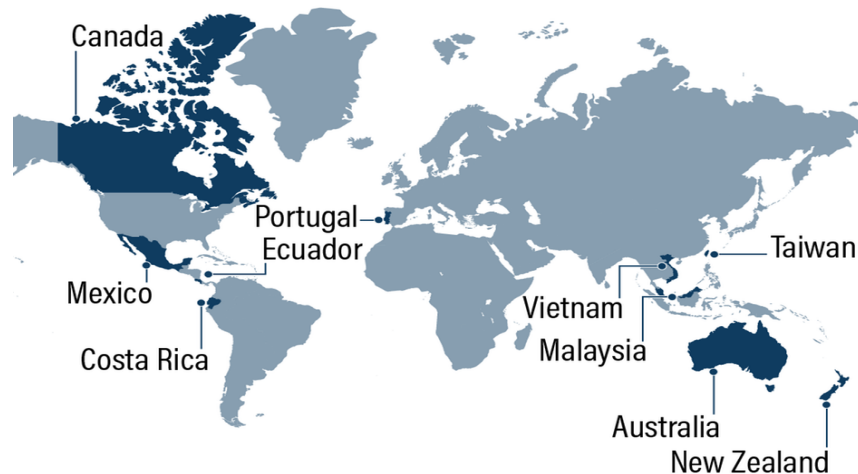 Canada
Portugal
Ecuador
Taiwan
Mexico
Vietnam
Malaysia
Costa Rica
Australia
New Zealand